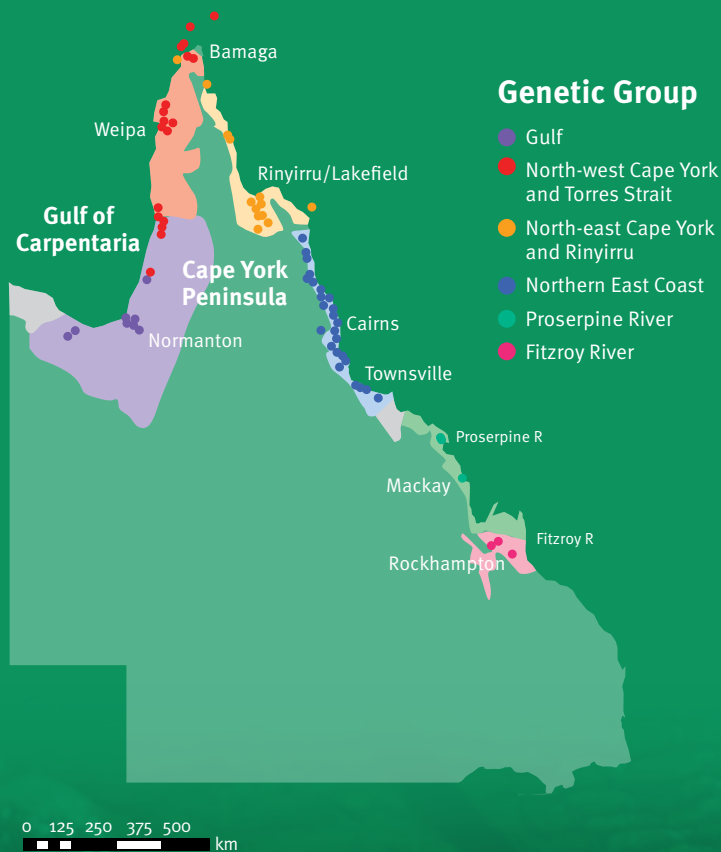 Bamaga
Weipa
Rinyirru/Lakefield
Gulf of
Carpentaria
Cape York
Peninsula
Cairns
Normanton
Townsville
Proserpine R
Mackay
Fitzroy R
Rockhampton
Genetic Group
Gulf
North-west Cape York
and Torres Strait
North-east Cape York
and Rinyirru
Northern East Coast
Proserpine River
Fitzroy River
0 125 250 375 500
km